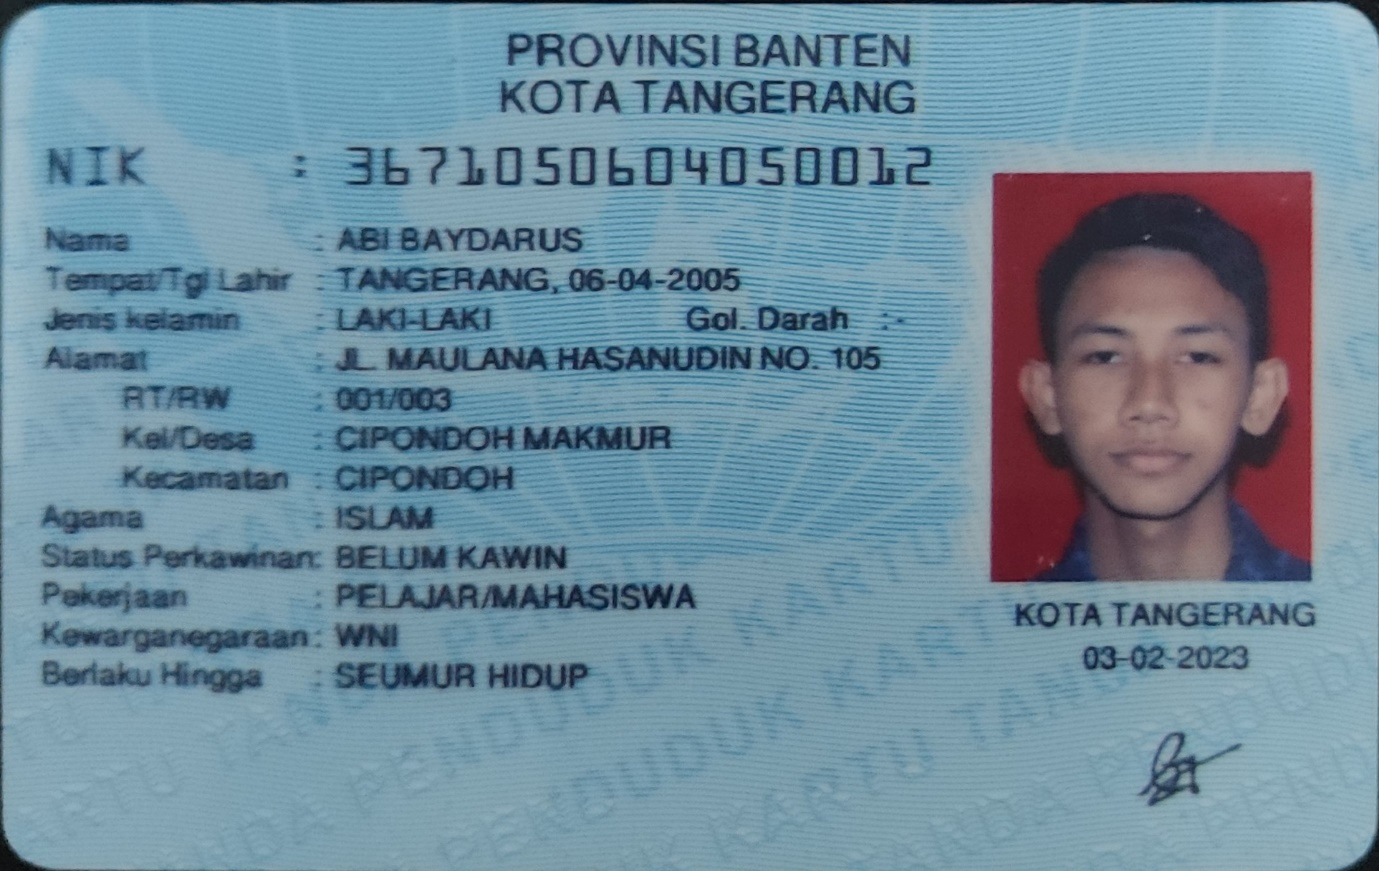 PROVINSI BANTEN
KOTA TANGERANG
NIK : 3671050604050012
Nama : ABI BAYDARUS
Tempat/Tgl Lahir : TANGERANG, 06-04-2005
Jenis kelamin : LAKI-LAKI Gol. Darah :-
Alamat : JL. MAULANA HASANUDIN NO. 105
RT/RW : 001/003
Kel/Desa : CIPONDOH MAKMUR
Kecamatan : CIPONDOH
Agama : ISLAM
Status Perkawinan: BELUM KAWIN
Pekerjaan : PELAJAR/MAHASISWA
Kewarganegaraan: WNI
Berlaku Hingga : SEUMUR HIDUP
KOTA TANGERANG
03-02-2023